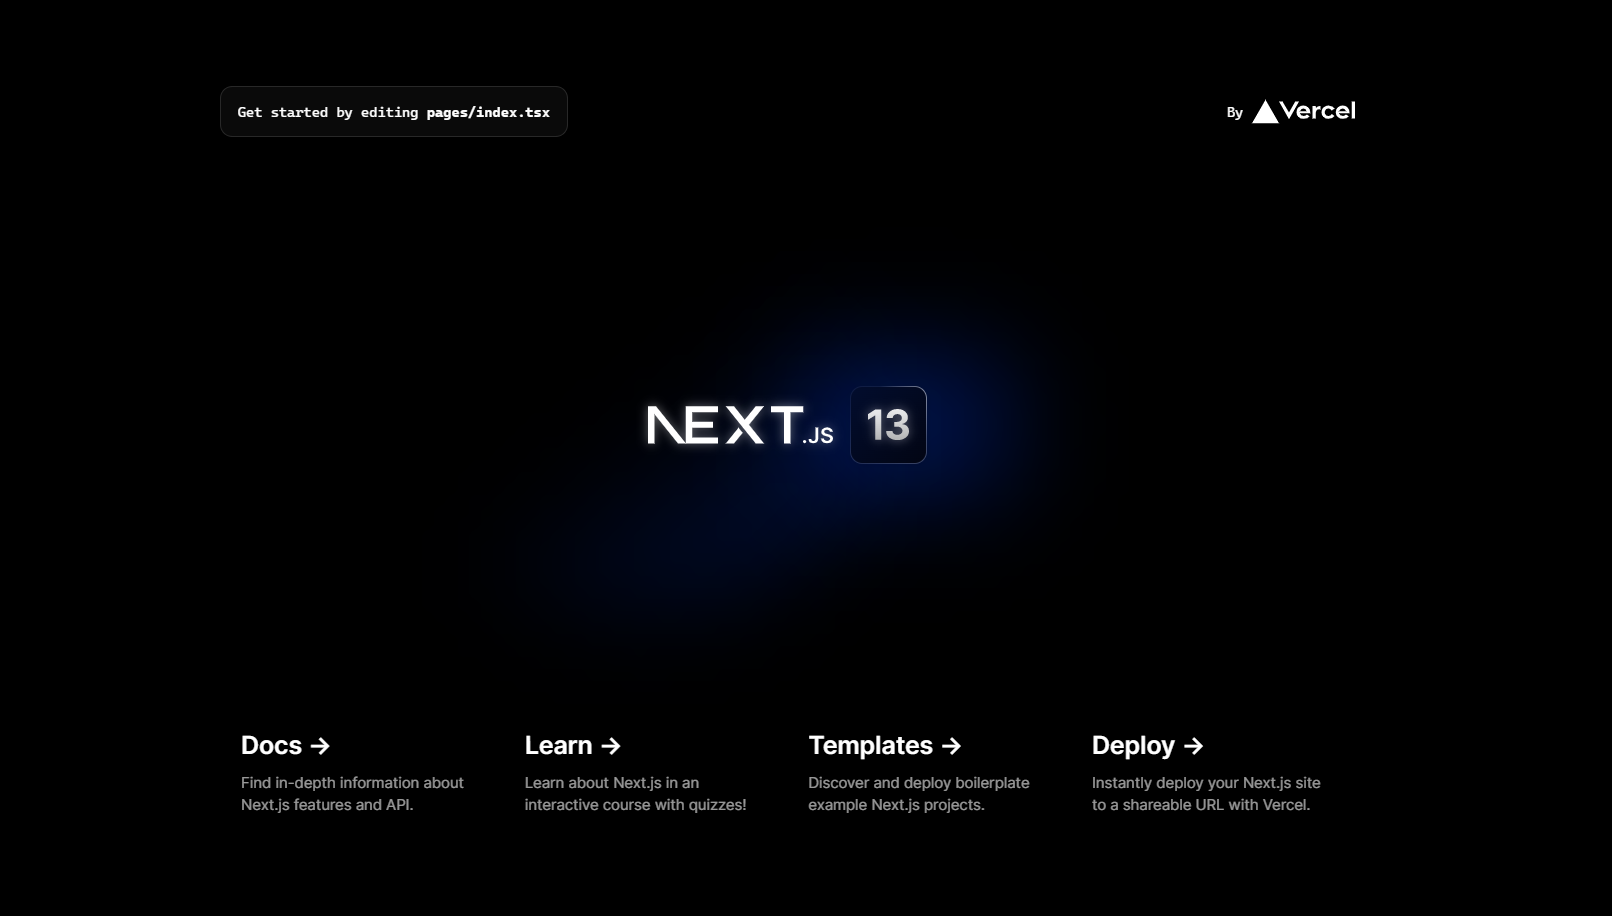 Get started by editing pages/index.tsx
By Vercel
NEXT.JS 13
Docs →
Find in-depth information about
Next.js features and API.
Learn →
Learn about Next.js in an
interactive course with quizzes!
Templates →
Discover and deploy boilerplate
example Next.js projects.
Deploy →
Instantly deploy your Next.js site
to a shareable URL with Vercel.